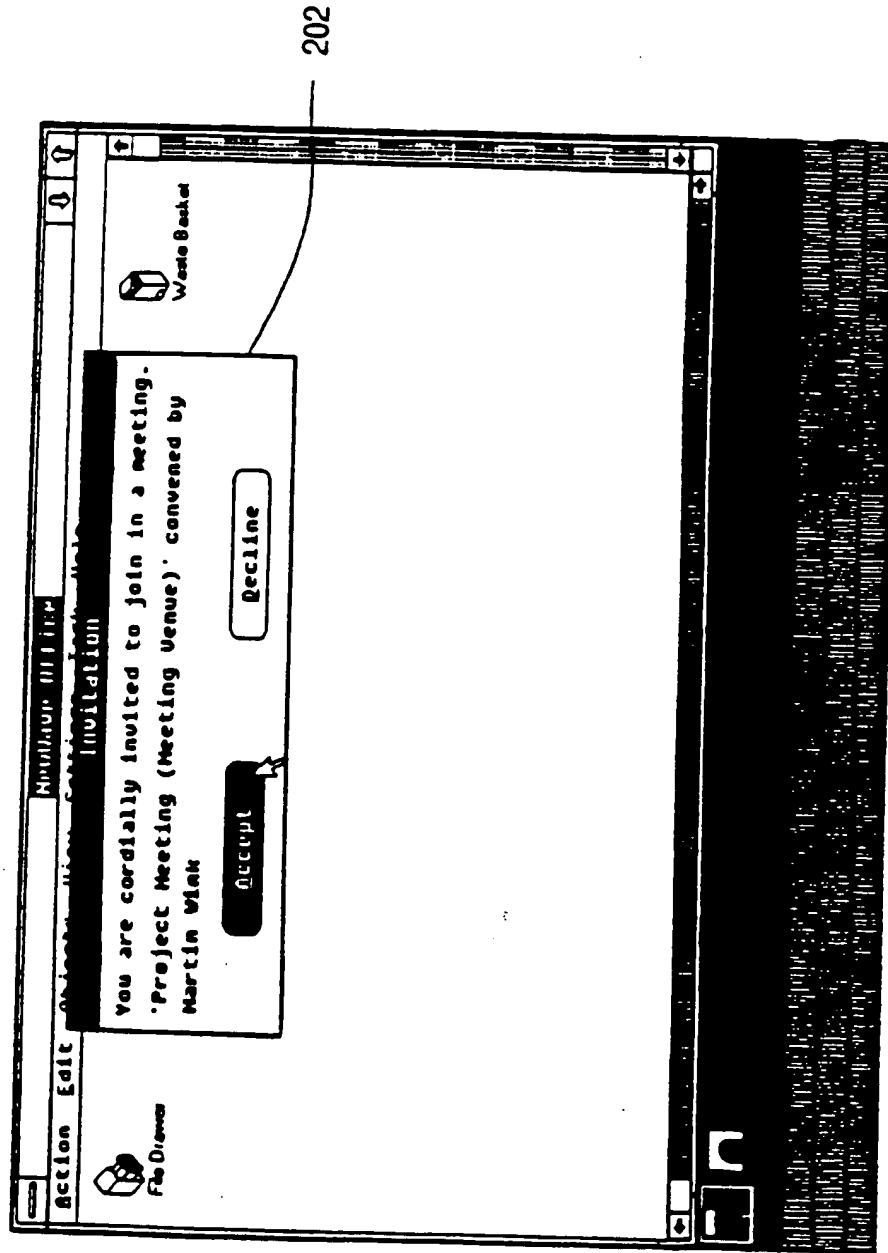 Action Edit
Invitation
You are cordially invited to join in a meeting.
'Project Meeting (Meeting Venue)' convened by
Martin Wink
Accept
Decline
File Drawer
Waste Basket
202